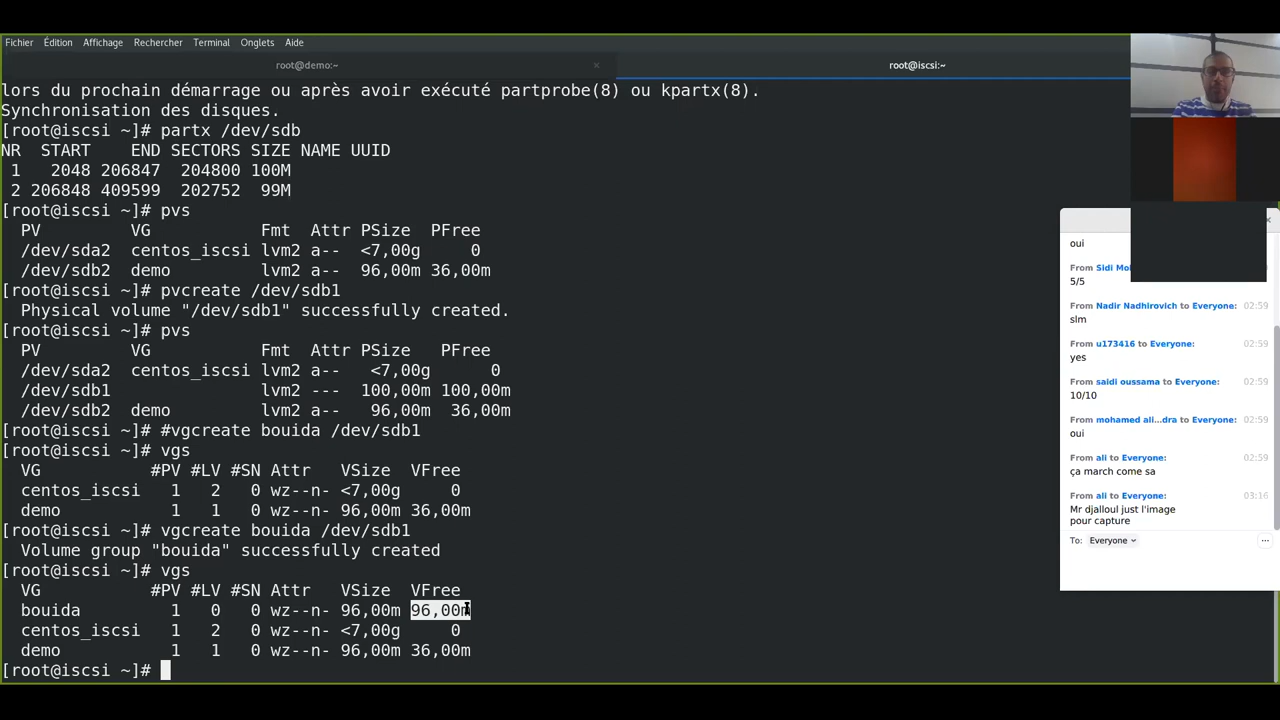 Fichier Édition Affichage Rechercher Terminal Onglets Aide
root@demo:~ × root@iscsi:~
lors du prochain démarrage ou après avoir exécuté partprobe(8) ou kpartx(8).
Synchronisation des disques.
[root@iscsi ~]# partx /dev/sdb
NR START END SECTORS SIZE NAME UUID
1 2048 206847 204800 100M
2 206848 409599 202752 99M
[root@iscsi ~]# pvs
PV VG Fmt Attr PSize PFree
/dev/sda2 centos_iscsi lvm2 a-- <7,00g 0
/dev/sdb2 demo lvm2 a-- 96,00m 36,00m
[root@iscsi ~]# pvcreate /dev/sdb1
Physical volume "/dev/sdb1" successfully created.
[root@iscsi ~]# pvs
PV VG Fmt Attr PSize PFree
/dev/sda2 centos_iscsi lvm2 a-- <7,00g 0
/dev/sdb1 lvm2 --- 100,00m 100,00m
/dev/sdb2 demo lvm2 a-- 96,00m 36,00m
[root@iscsi ~]# #vgcreate bouida /dev/sdb1
[root@iscsi ~]# vgs
VG #PV #LV #SN Attr VSize VFree
centos_iscsi 1 2 0 wz--n- <7,00g 0
demo 1 1 0 wz--n- 96,00m 36,00m
[root@iscsi ~]# vgcreate bouida /dev/sdb1
Volume group "bouida" successfully created
[root@iscsi ~]# vgs
VG #PV #LV #SN Attr VSize VFree
bouida 1 0 0 wz--n- 96,00m 96,00m
centos_iscsi 1 2 0 wz--n- <7,00g 0
demo 1 1 0 wz--n- 96,00m 36,00m
[root@iscsi ~]#
oui
From Sidi
5/5
From Nadir Nadhirovich to Everyone: 02:59
slm
From u173416 to Everyone: 02:59
yes
From saidi oussama to Everyone: 02:59
10/10
From mohamed ali...dra to Everyone: 02:59
oui
From ali to Everyone: 02:59
ça march come sa
From ali to Everyone: 03:16
Mr djalloul just l'image
pour capture
To: Everyone ...